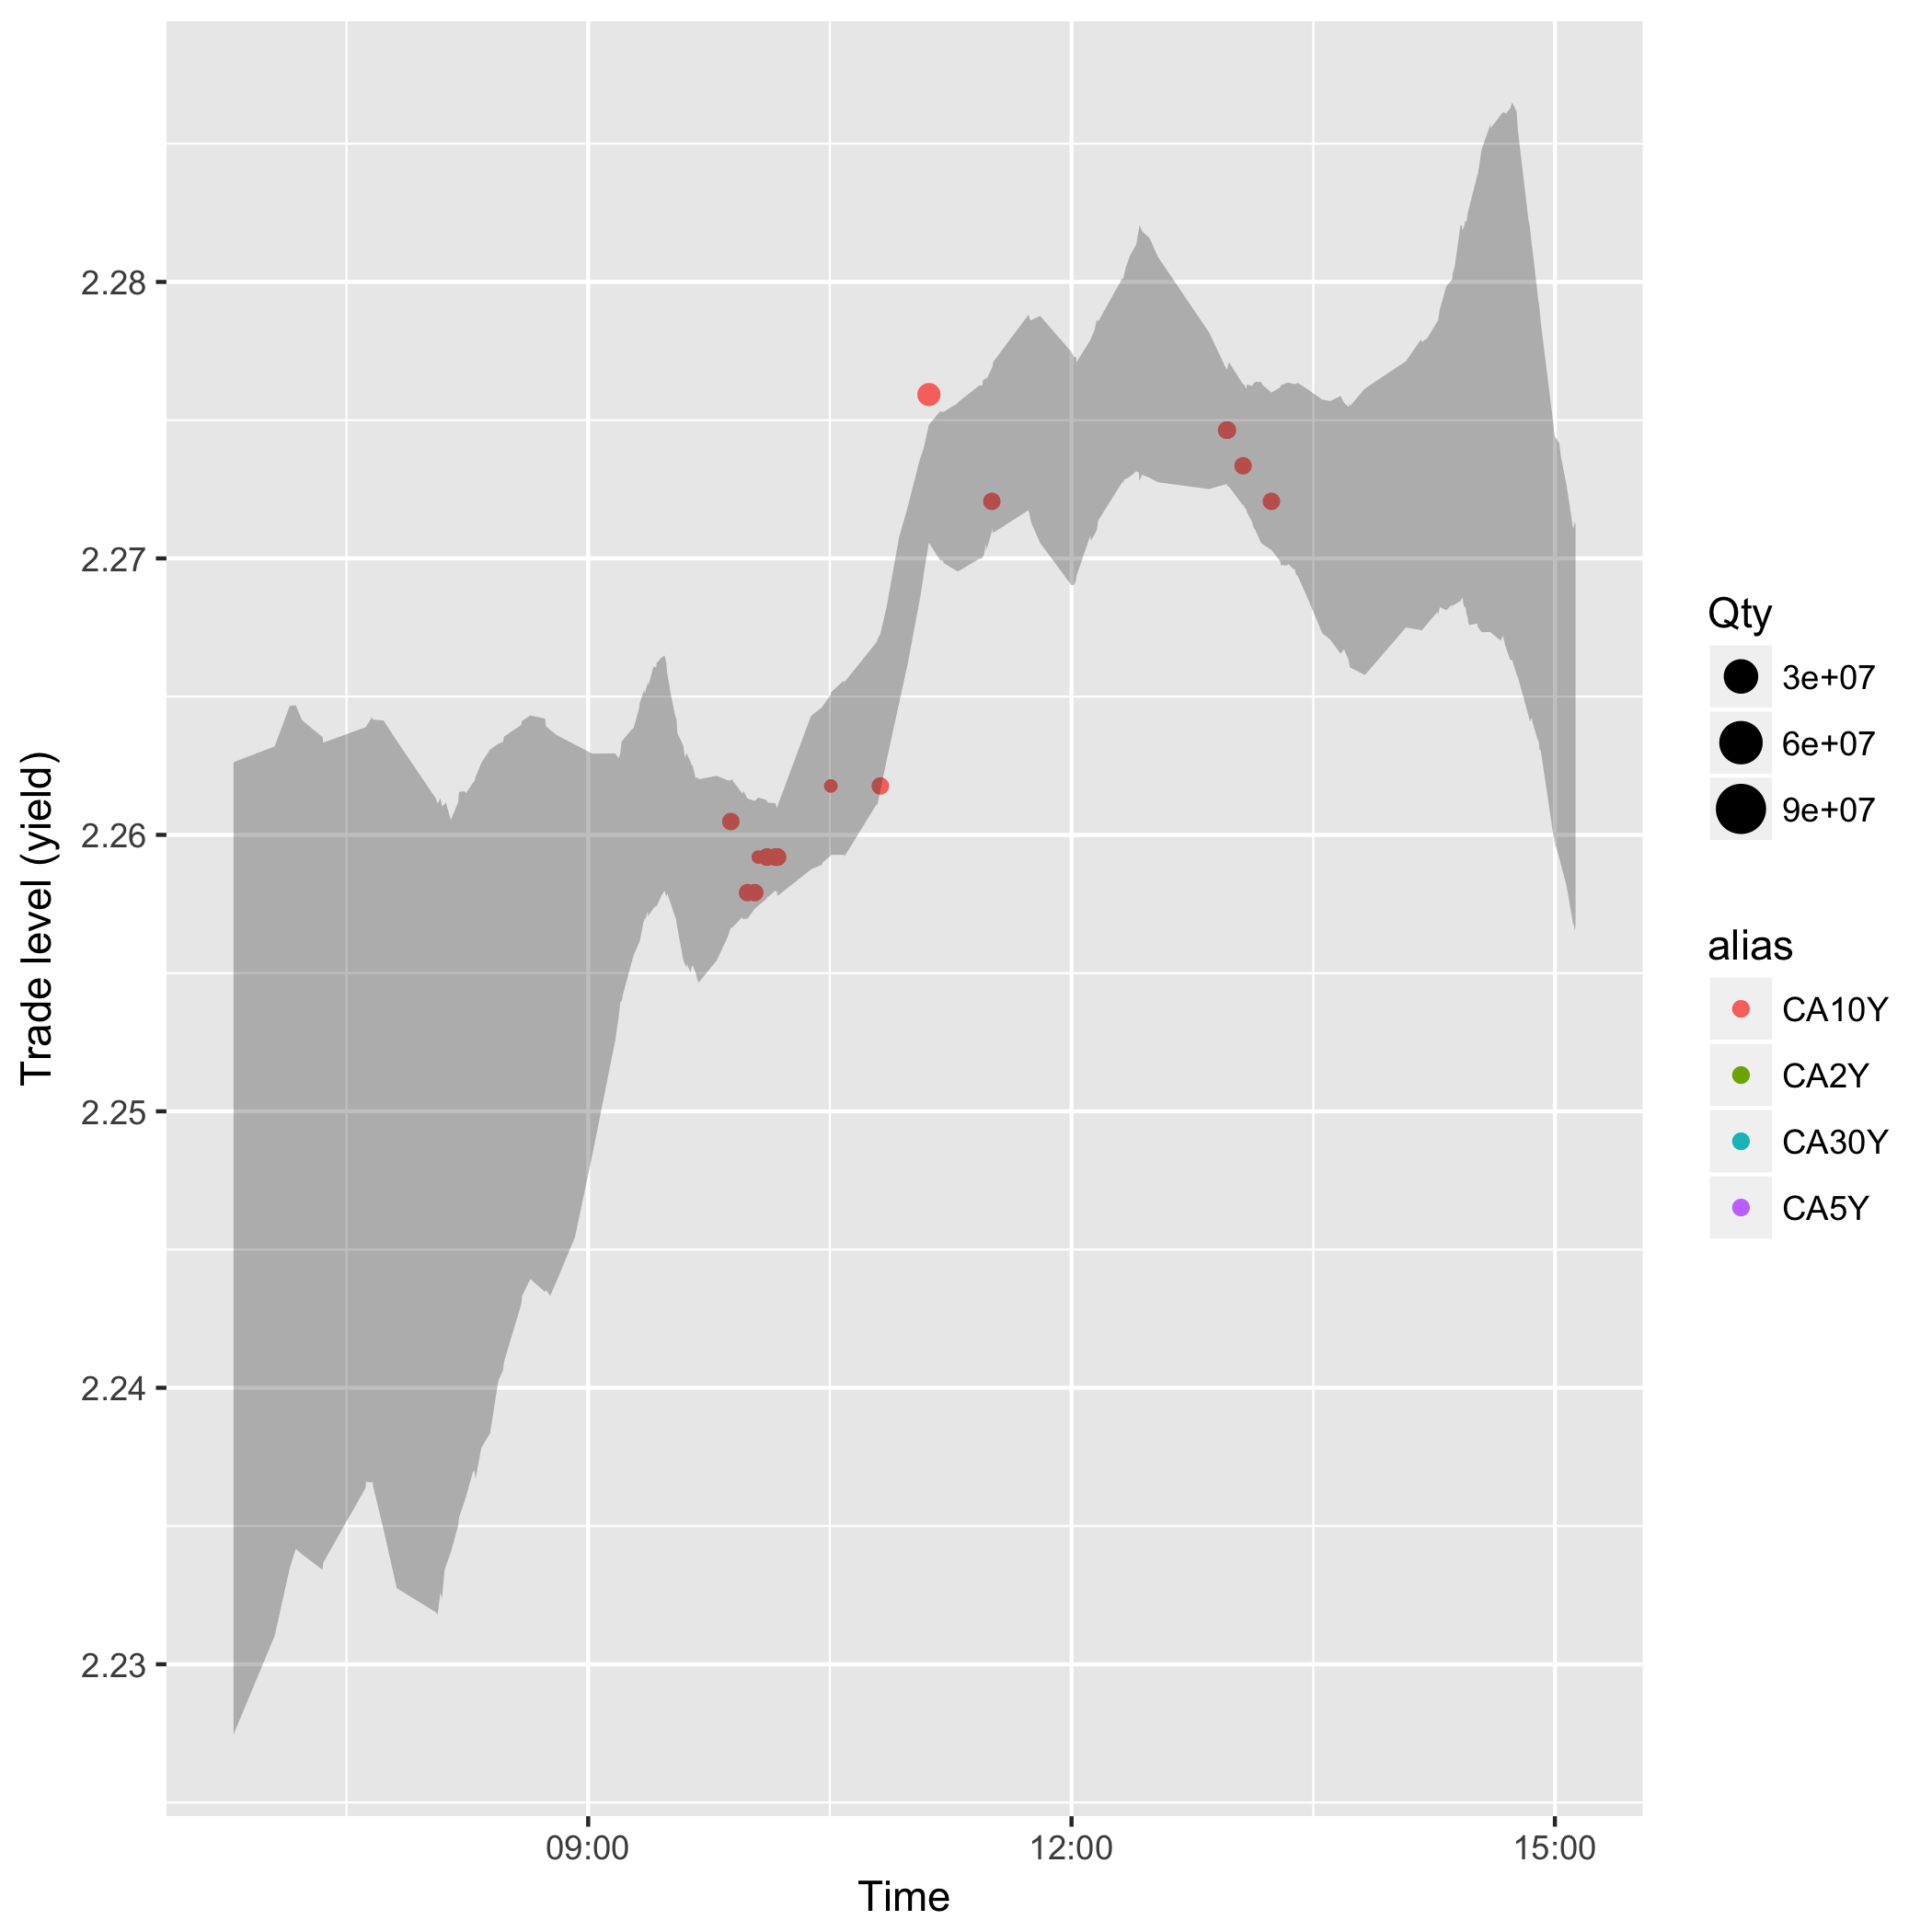 Trade level (yield)
2.28
2.27
2.26
2.25
2.24
2.23
09:00 12:00 15:00
Time
Qty
3e+07
6e+07
9e+07
alias
CA10Y
CA2Y
CA30Y
CA5Y